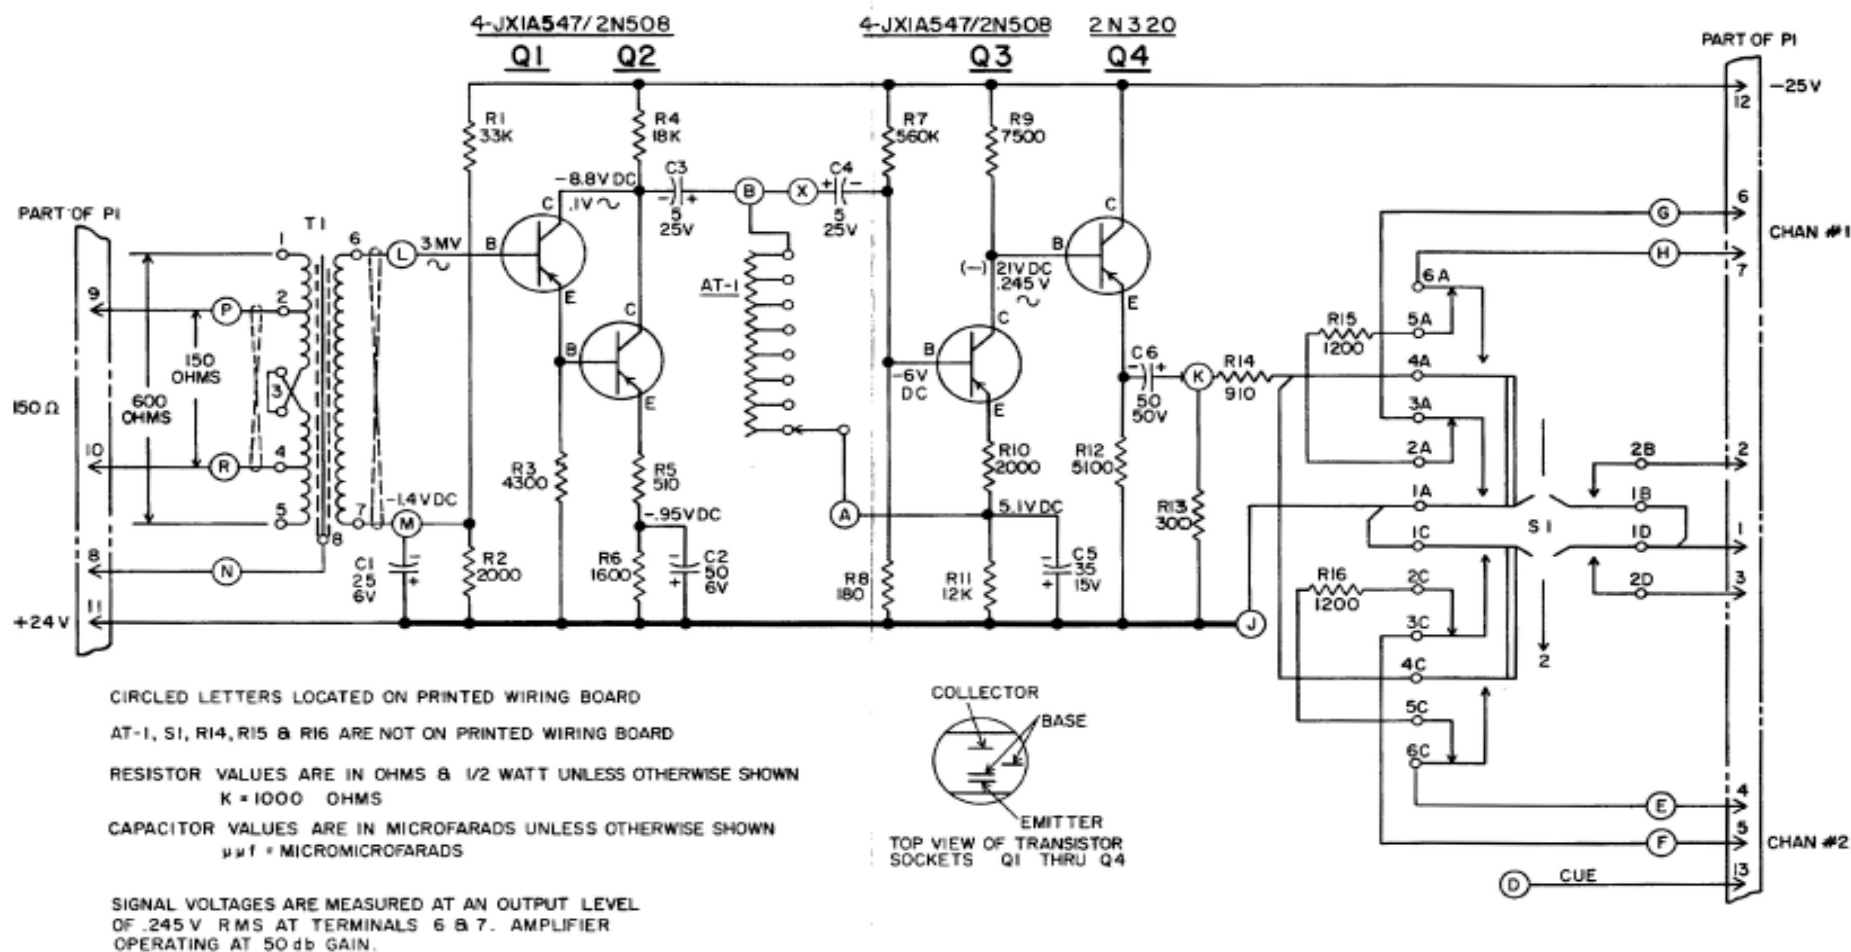 4-JX1A547/2N508
Q1 Q2
4-JX1A547/2N508
Q3
2N320
Q4
PART OF P1
-25V
12
R1
33K
R4
18K
R7
560K
R9
7500
-8.8V DC
.1V ~
C3
- +
5
25V
B
X
C4
+ -
5
25V
6
G
CHAN #1
H
7
PART OF P1
T1
1
6
L
3 MV
~
B
C
E
AT-1
B
C
E
(-) 21V DC
.245 V
~
6A
9
P
2
150
OHMS
600
OHMS
150 Ω
3
B
C
E
B
C
E
-6V
DC
C6
- +
50
50V
K
R14
910
R15
1200
5A
4A
3A
2A
10
R
4
5
7
8
-1.4V DC
M
R3
4300
R5
510
-.95V DC
R10
2000
R12
5100
R13
300
A
5.1V DC
1A
1C
S1
2B
2
1B
1D
1
2D
3
8
N
C1
25
6V
-
+
R2
2000
R6
1600
C2
50
6V
-
+
R8
180
R11
12K
C5
35
15V
-
+
R16
1200
2C
3C
4C
5C
6C
2
+24V
11
J
CIRCLED LETTERS LOCATED ON PRINTED WIRING BOARD
AT-1, S1, R14, R15 & R16 ARE NOT ON PRINTED WIRING BOARD
RESISTOR VALUES ARE IN OHMS & 1/2 WATT UNLESS OTHERWISE SHOWN
K = 1000 OHMS
CAPACITOR VALUES ARE IN MICROFARADS UNLESS OTHERWISE SHOWN
μμf = MICROMICROFARADS
SIGNAL VOLTAGES ARE MEASURED AT AN OUTPUT LEVEL
OF .245 V RMS AT TERMINALS 6 & 7. AMPLIFIER
OPERATING AT 50 db GAIN.
COLLECTOR
BASE
EMITTER
TOP VIEW OF TRANSISTOR
SOCKETS Q1 THRU Q4
E
4
F
5
CHAN #2
D
CUE
13